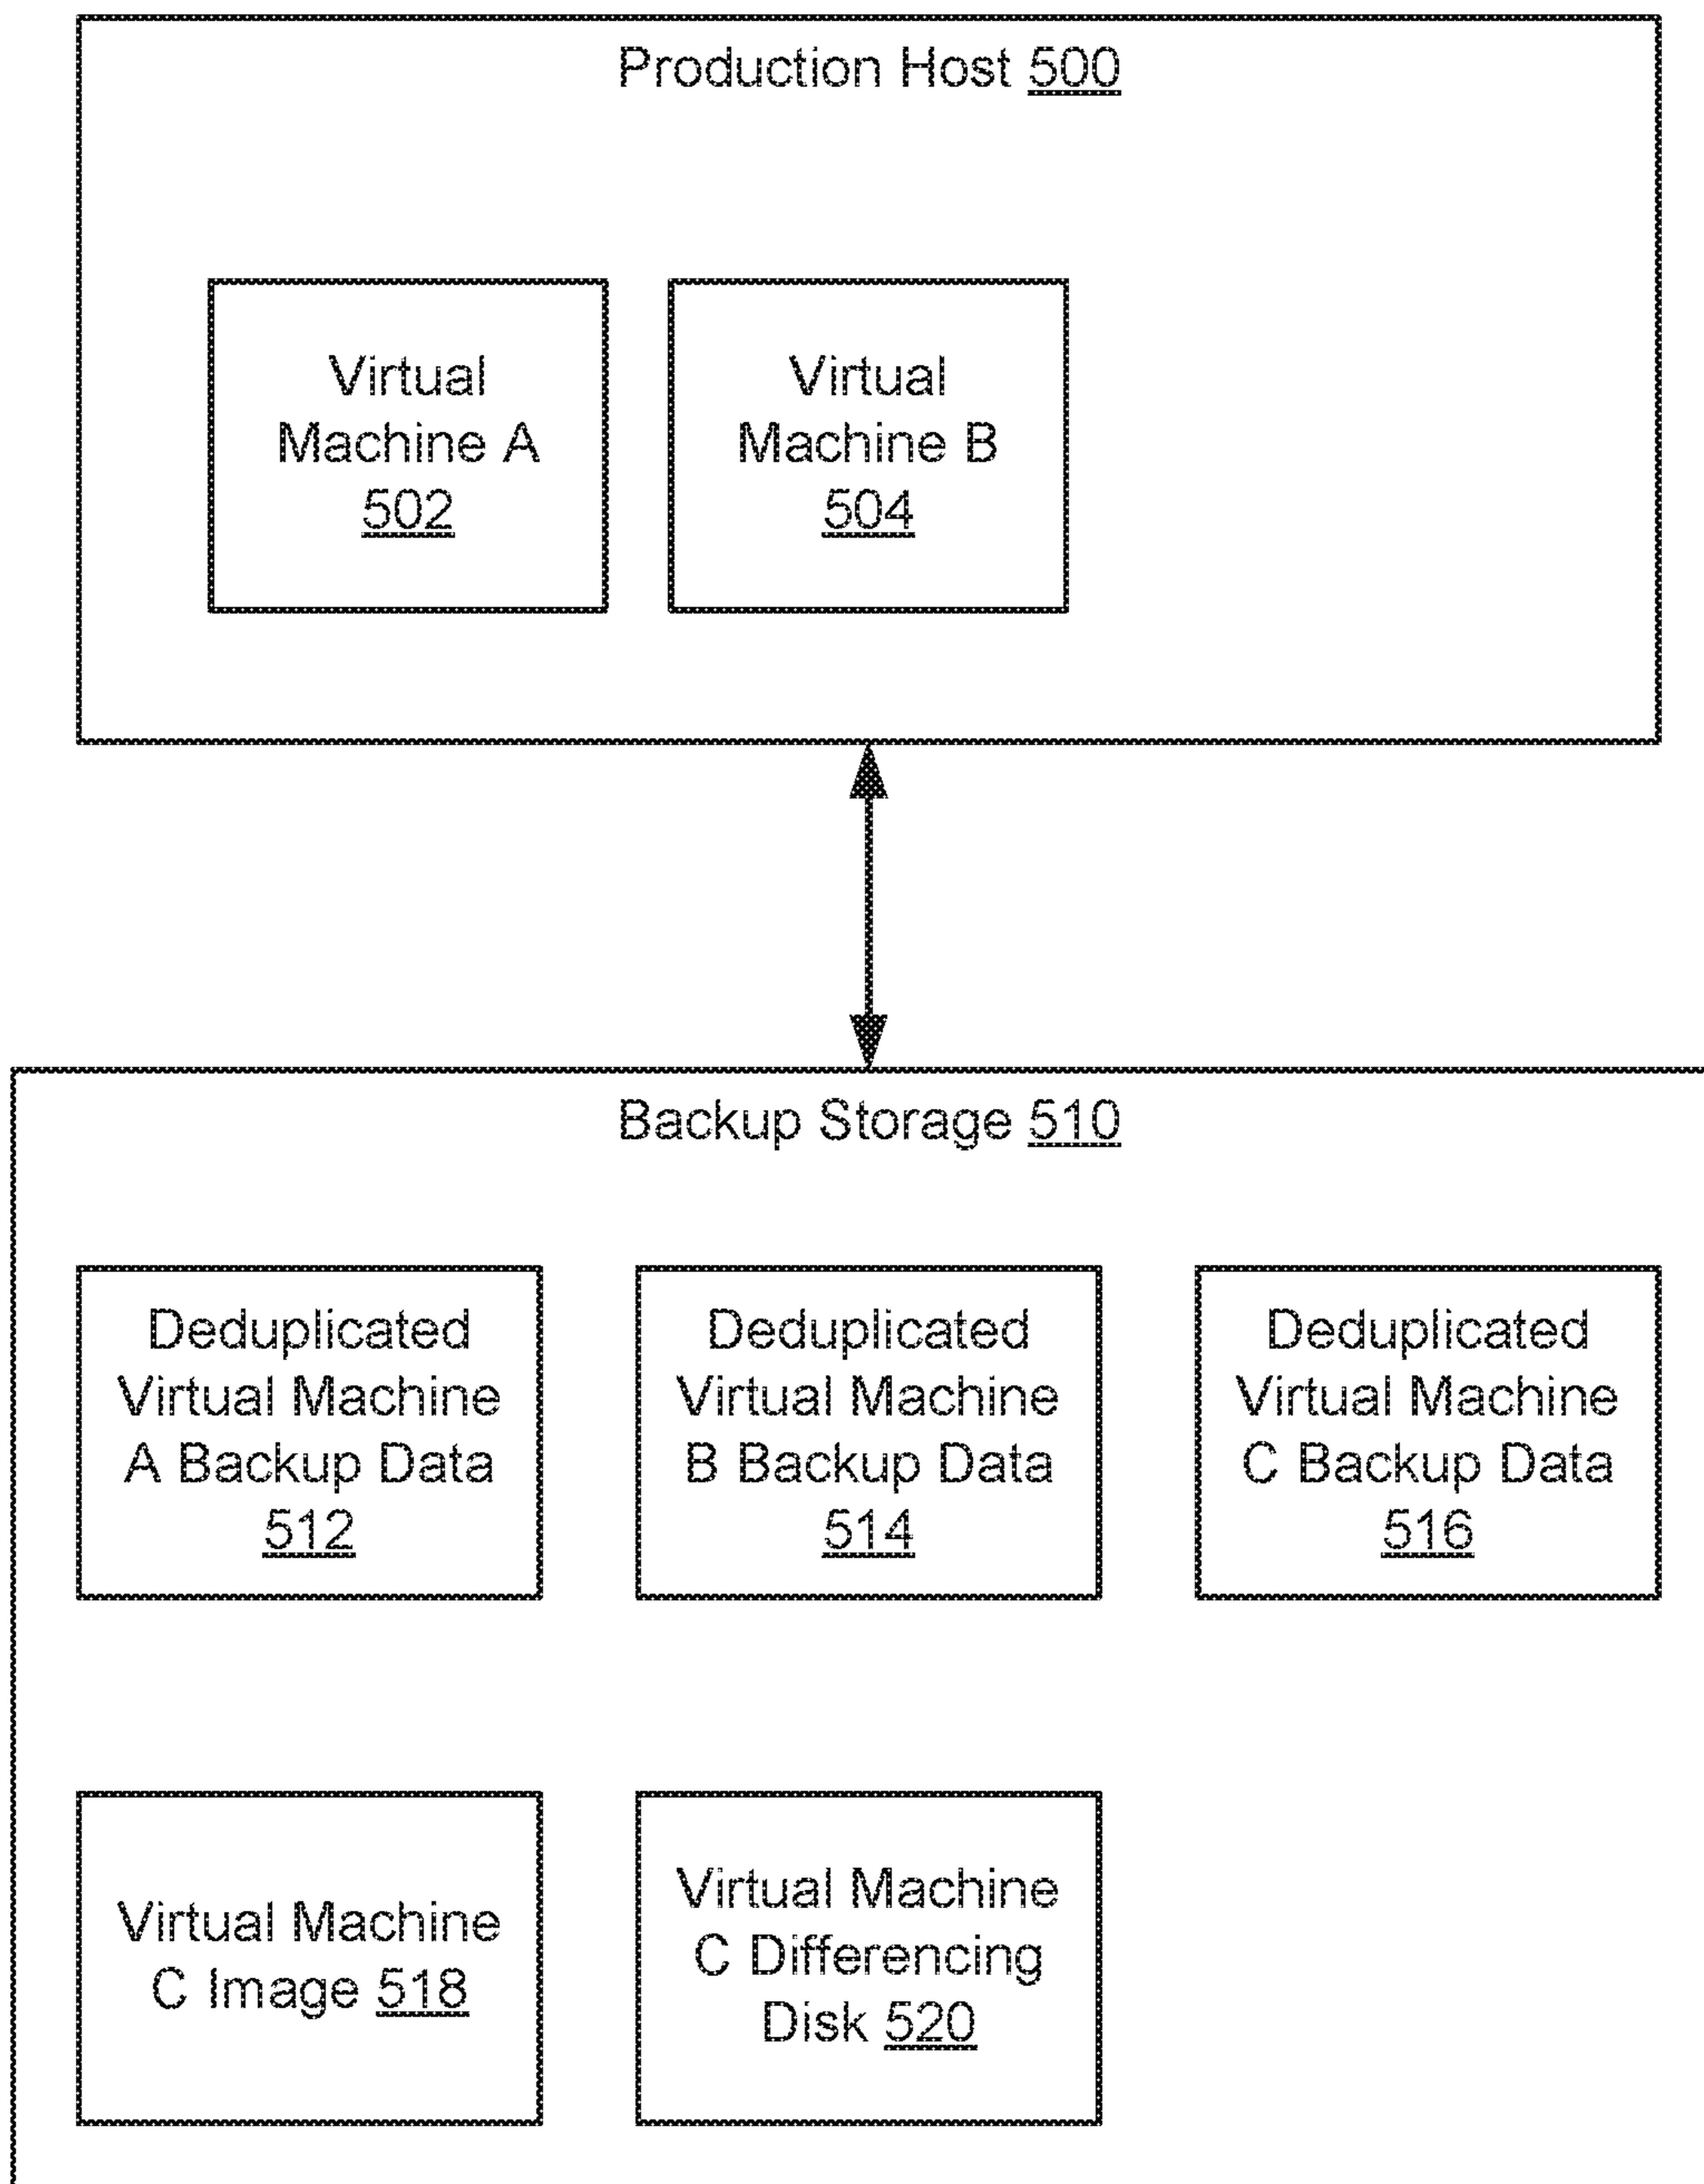 Production Host 500
Virtual
Machine A
502
Virtual
Machine B
504
Backup Storage 510
Deduplicated
Virtual Machine
A Backup Data
512
Deduplicated
Virtual Machine
B Backup Data
514
Deduplicated
Virtual Machine
C Backup Data
516
Virtual Machine
C Image 518
Virtual Machine
C Differencing
Disk 520